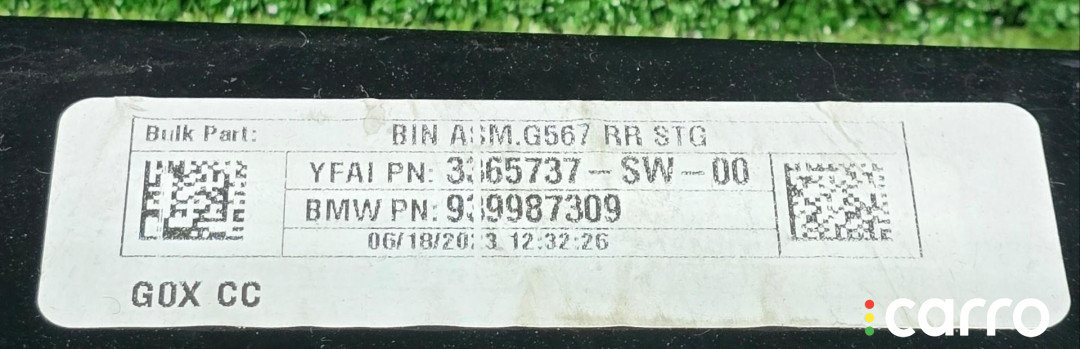 Bulk Part: BIN ASM.G567 RR STG
YFAI PN: 3365737-SW-00
BMW PN: 939987309
06/18/2023 12:32:26
G0X CC
carro